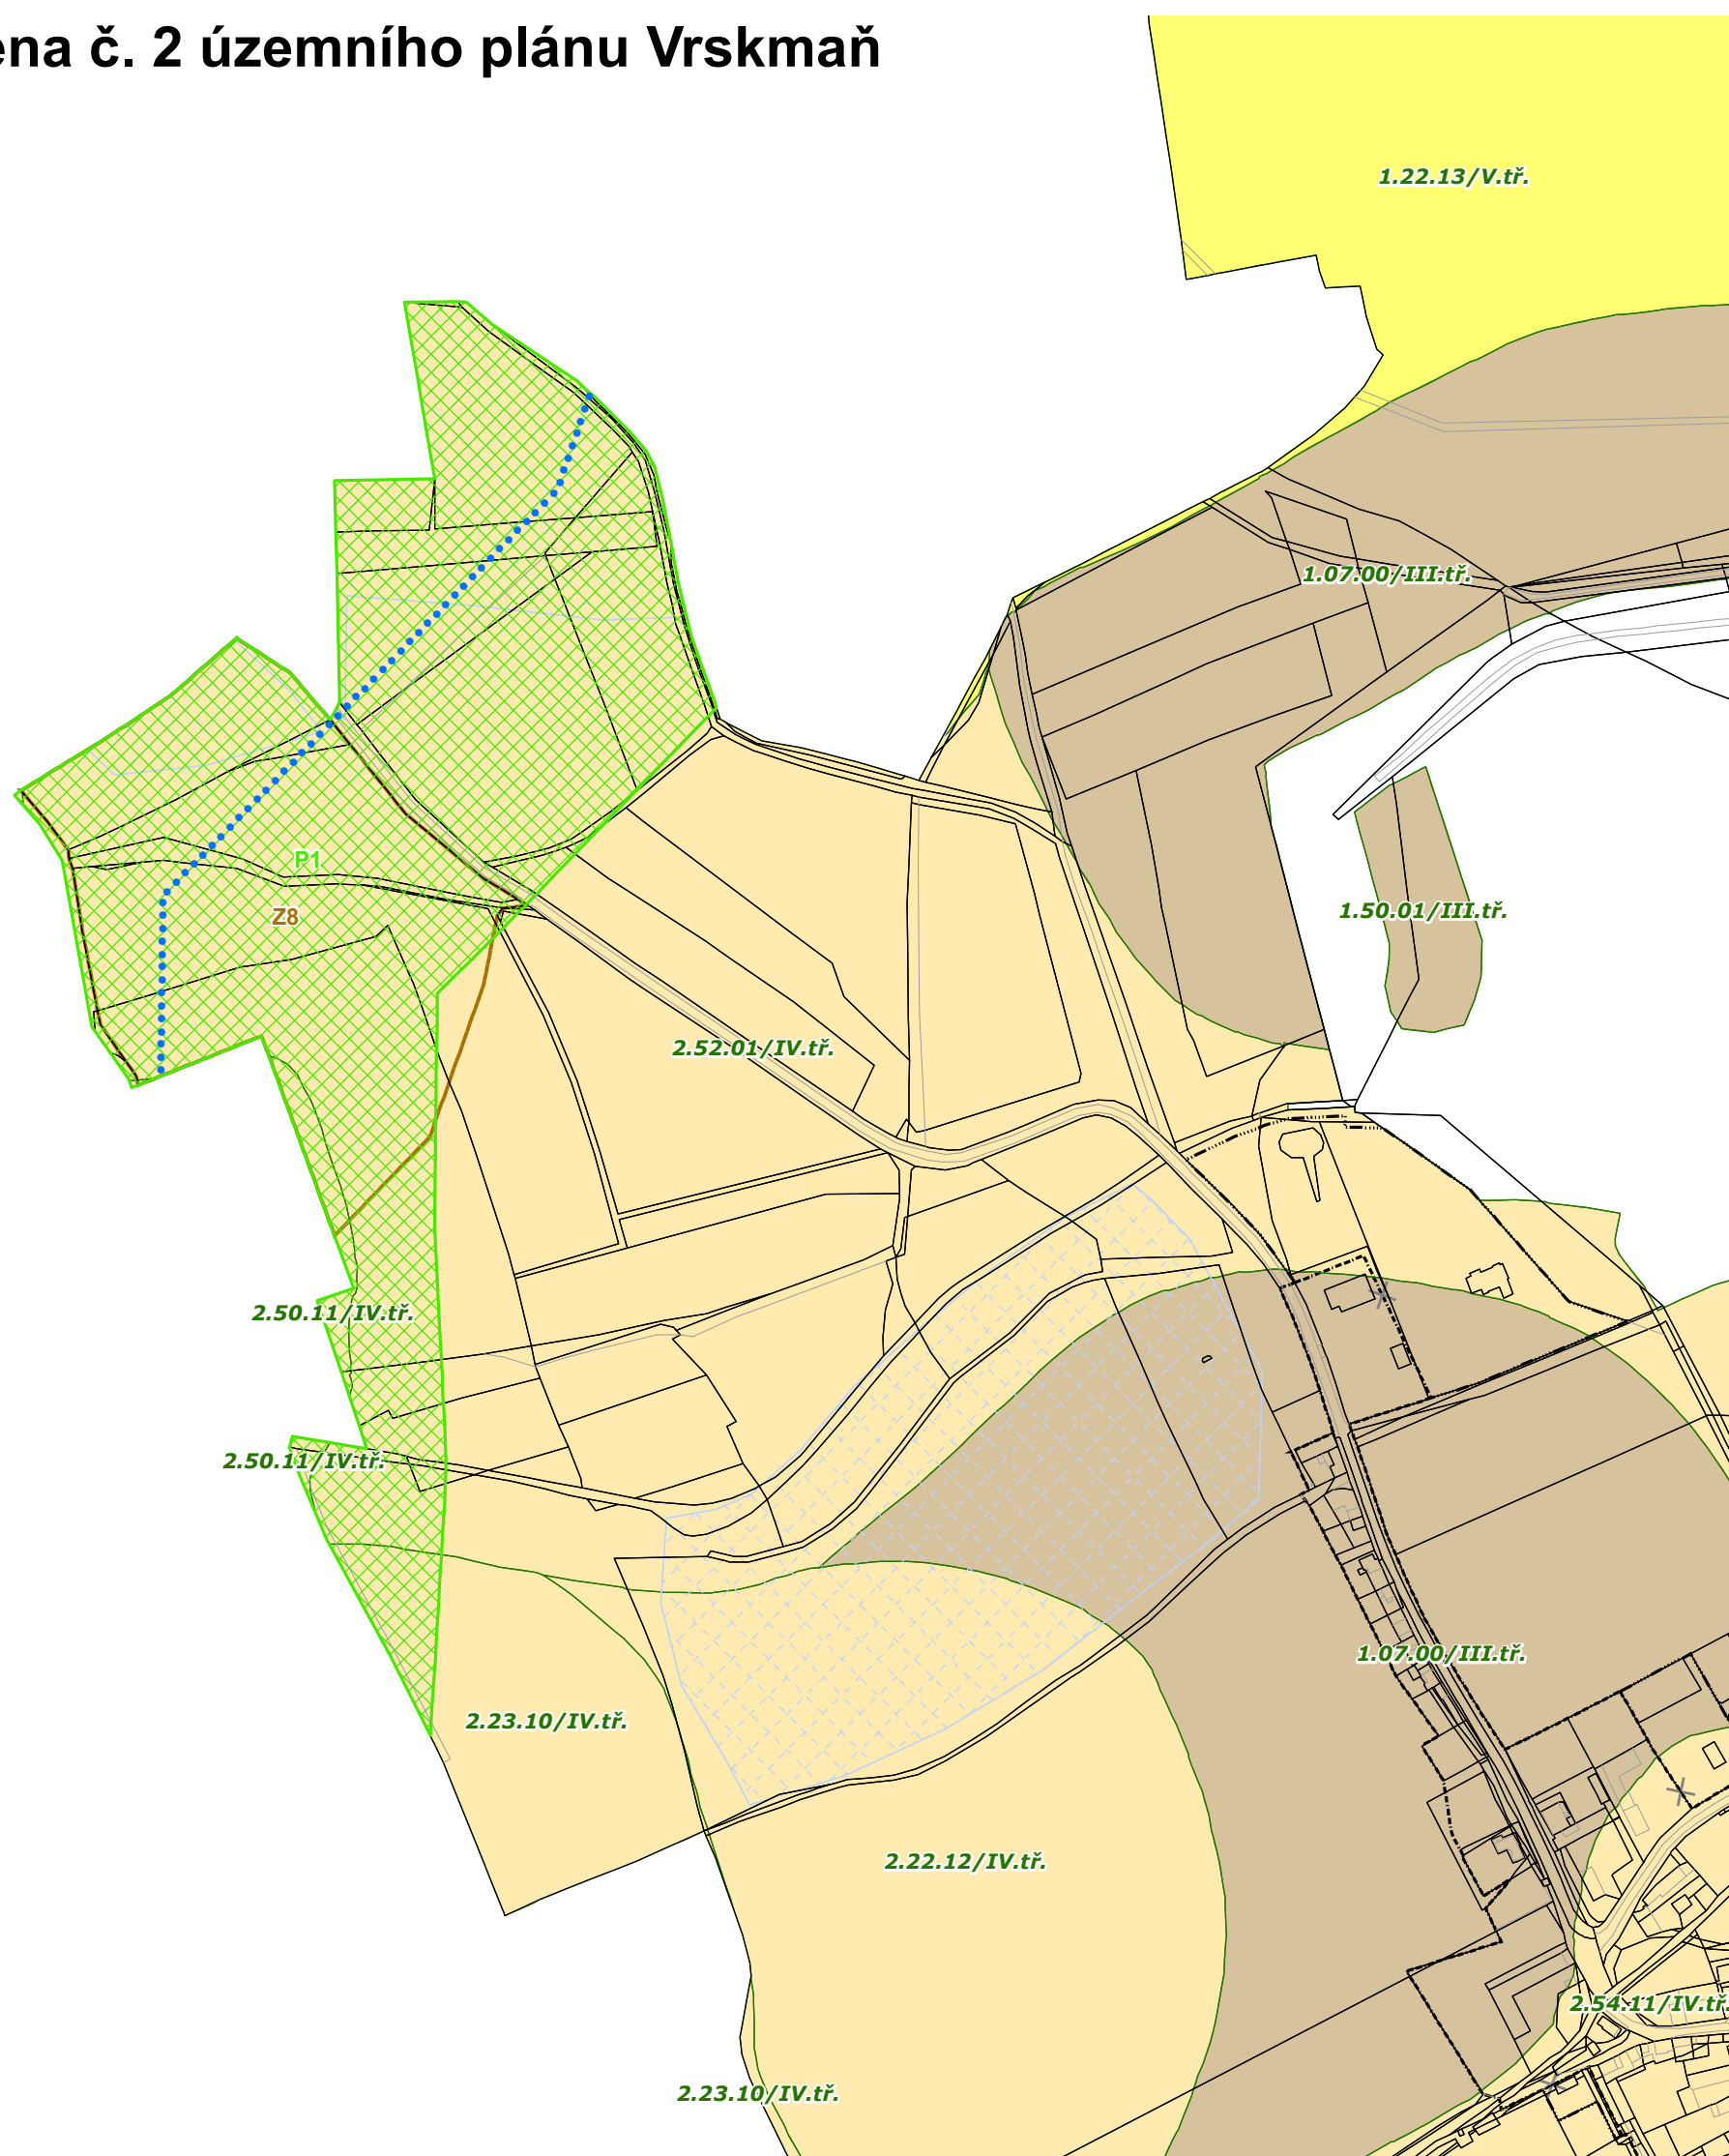 ena č. 2 územního plánu Vrskmaň
1.22.13/V.tř.
1.07.00/III.tř.
P1
1.50.01/III.tř.
Z8
2.52.01/IV.tř.
2.50.11/IV.tř.
2.50.11/IV.tř.
1.07.00/III.tř.
2.23.10/IV.tř.
2.22.12/IV.tř.
2.54.11/IV.tř.
2.23.10/IV.tř.